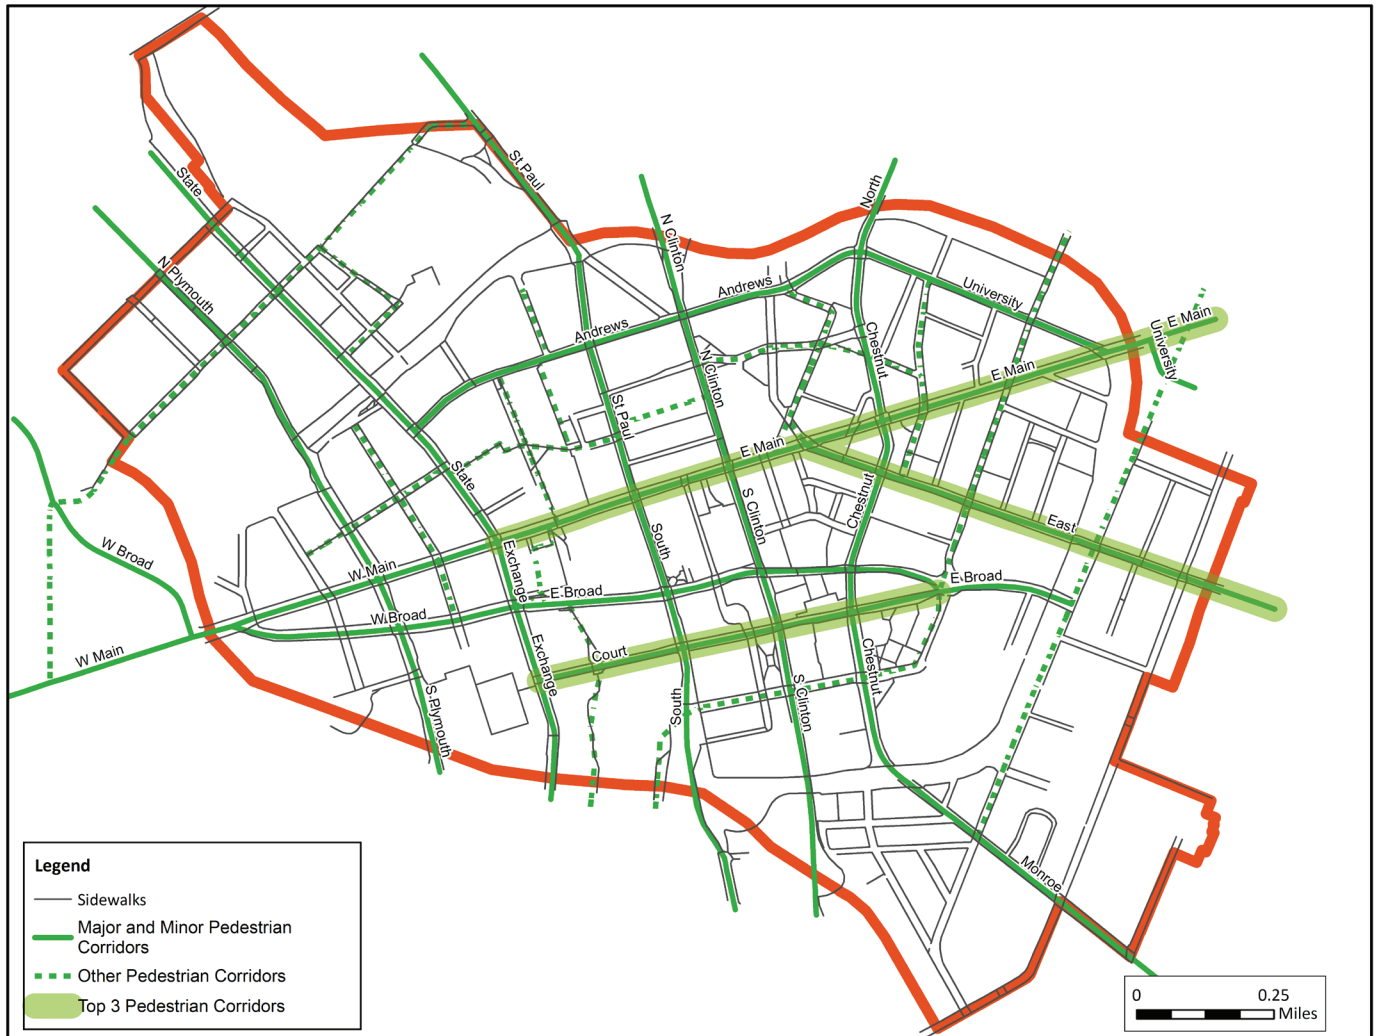 State
St Paul
North
N Clinton
N Plymouth
Andrews
University
Andrews
E Main
University
Chestnut
E Main
N Clinton
St Paul
E Main
State
Chestnut
S Clinton
East
South
W Broad
Exchange
W Main
E Broad
E Broad
W Broad
Court
Exchange
W Main
Chestnut
S Clinton
South
S Plymouth
Monroe
Legend
Sidewalks
Major and Minor Pedestrian
Corridors
Other Pedestrian Corridors
Top 3 Pedestrian Corridors
0 0.25
Miles